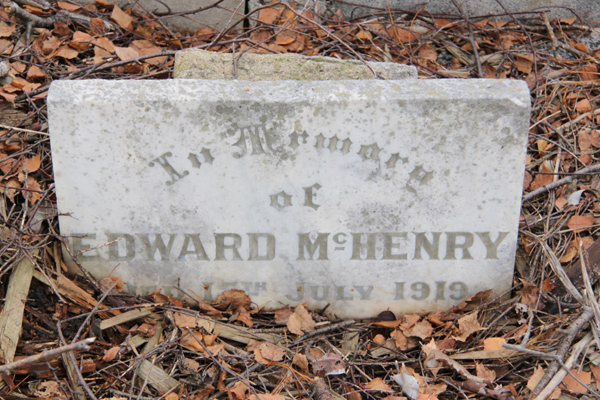 In Memory
of
EDWARD McHENRY
JULY 1919